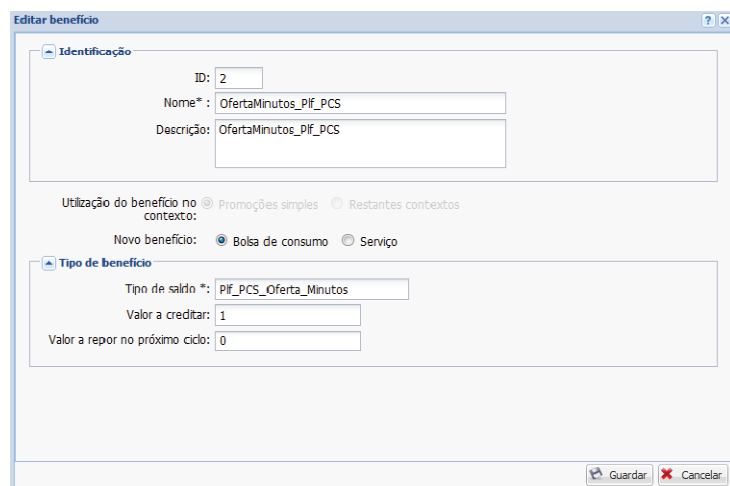 Editar benefício
Identificação
ID: 2
Nome* : OfertaMinutos_Plf_PCS
Descrição: OfertaMinutos_Plf_PCS
Utilização do benefício no contexto: Promoções simples Restantes contextos
Novo benefício: Bolsa de consumo Serviço
Tipo de benefício
Tipo de saldo *: Plf_PCS_Oferta_Minutos
Valor a creditar: 1
Valor a repor no próximo ciclo: 0
Guardar Cancelar